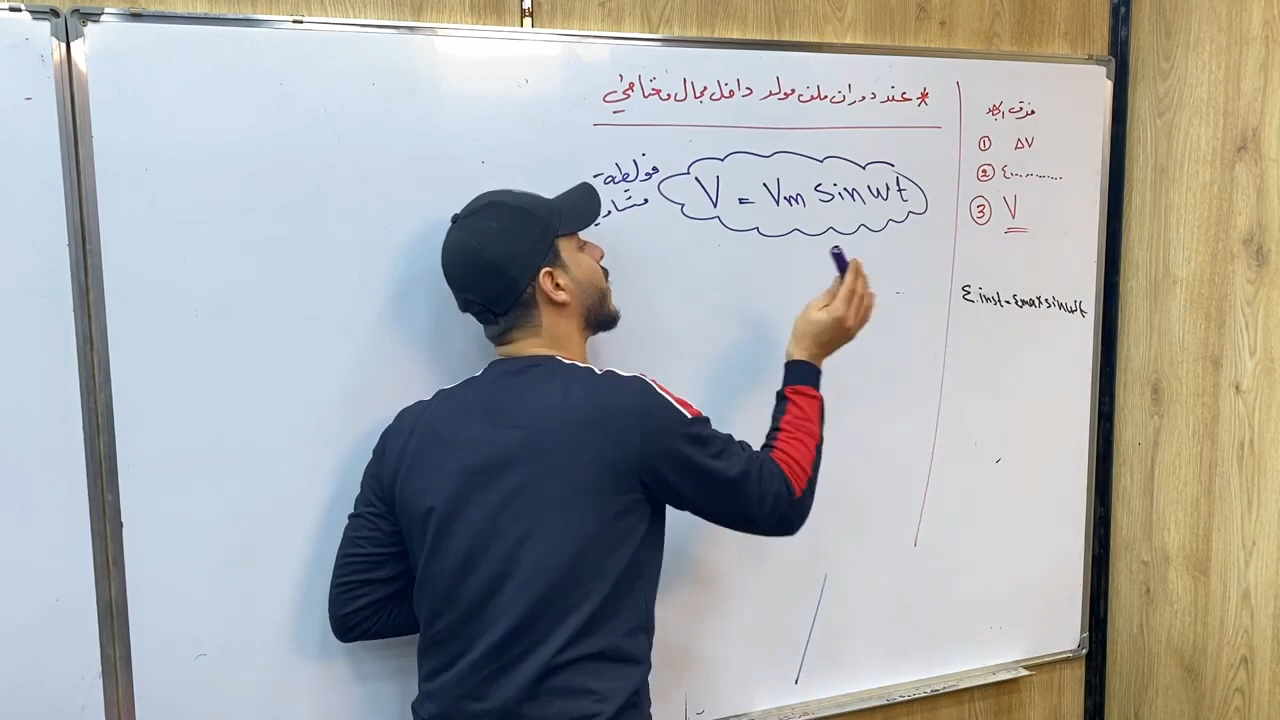 * عند دوران ملف مولد داخل مجال مغناطيسي
V = Vm sin wt
فولطية
فرق الجهد
① ΔV
② ع............
③ V
Ɛ.inst = Ɛmax sin wt